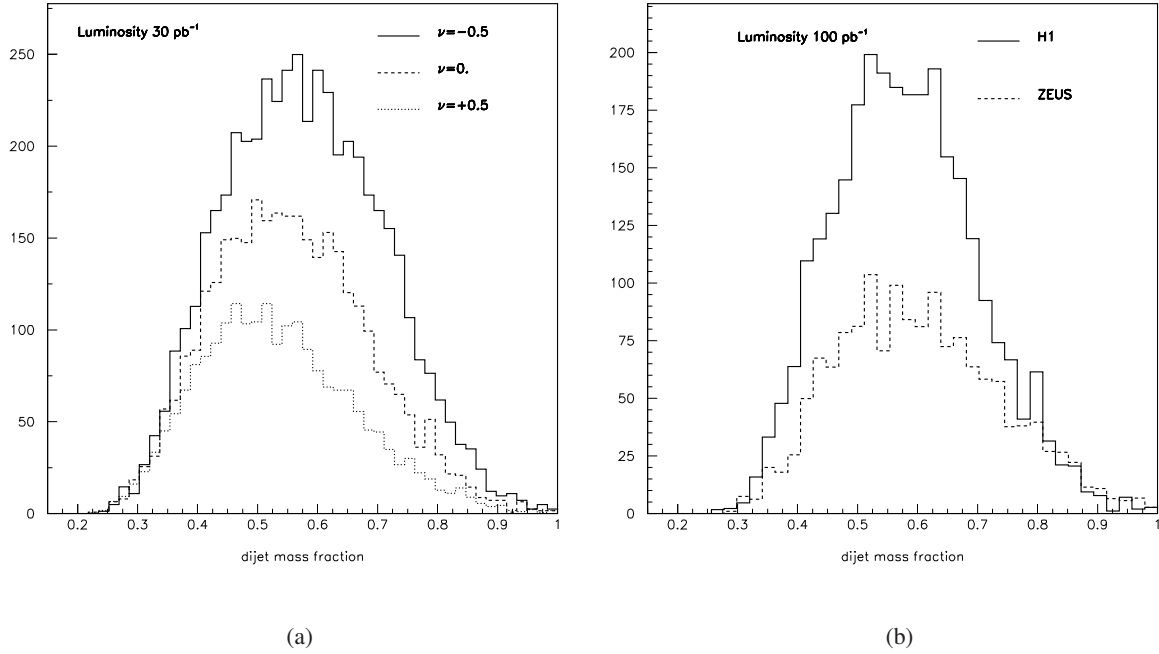 Luminosity 30 pb⁻¹
ν=−0.5
ν=0.
ν=+0.5
250
200
150
100
50
0
0.2 0.3 0.4 0.5 0.6 0.7 0.8 0.9 1
dijet mass fraction
(a)
Luminosity 100 pb⁻¹
H1
ZEUS
200
175
150
125
100
75
50
25
0
0.2 0.3 0.4 0.5 0.6 0.7 0.8 0.9 1
dijet mass fraction
(b)